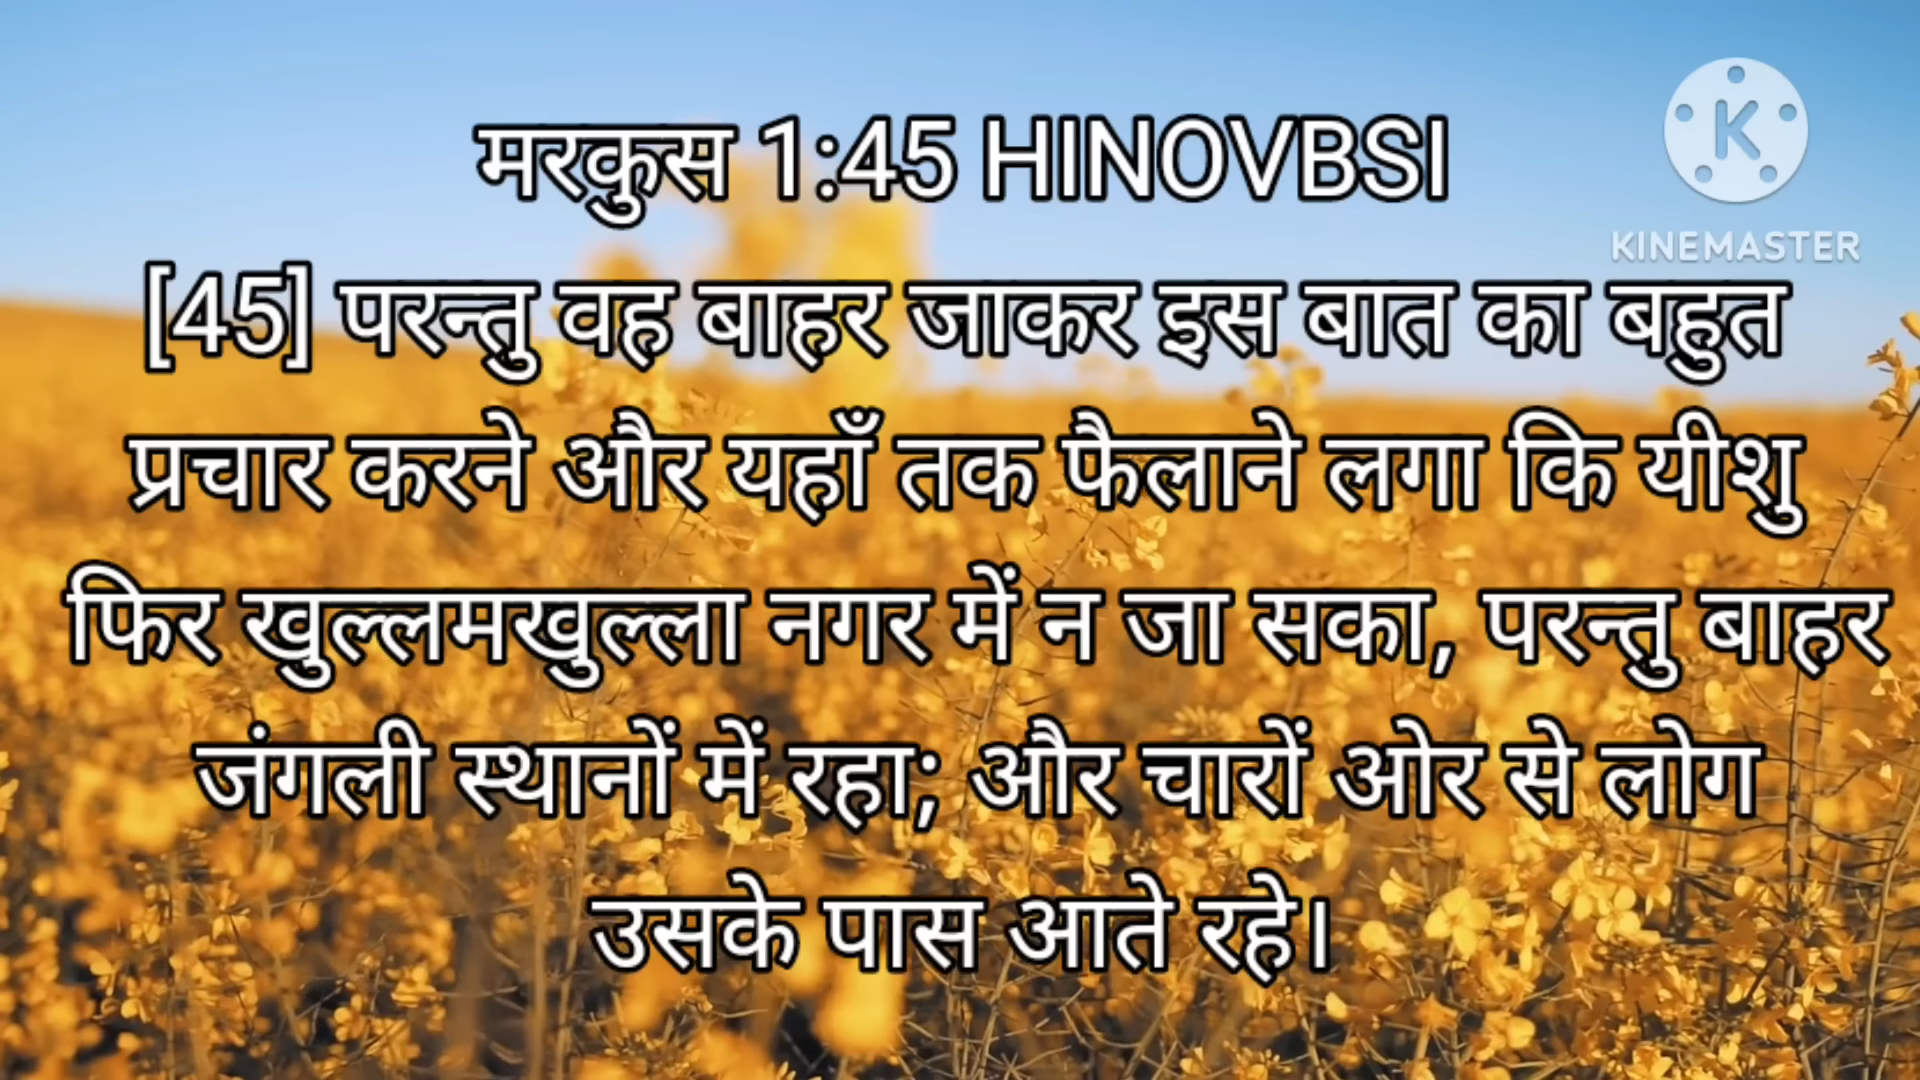 मरकुस 1:45 HINOVBSI
K
KINEMASTER
[45] परन्तु वह बाहर जाकर इस बात का बहुत
प्रचार करने और यहाँ तक फैलाने लगा कि यीशु
फिर खुल्लमखुल्ला नगर में न जा सका, परन्तु बाहर
जंगली स्थानों में रहा; और चारों ओर से लोग
उसके पास आते रहे।